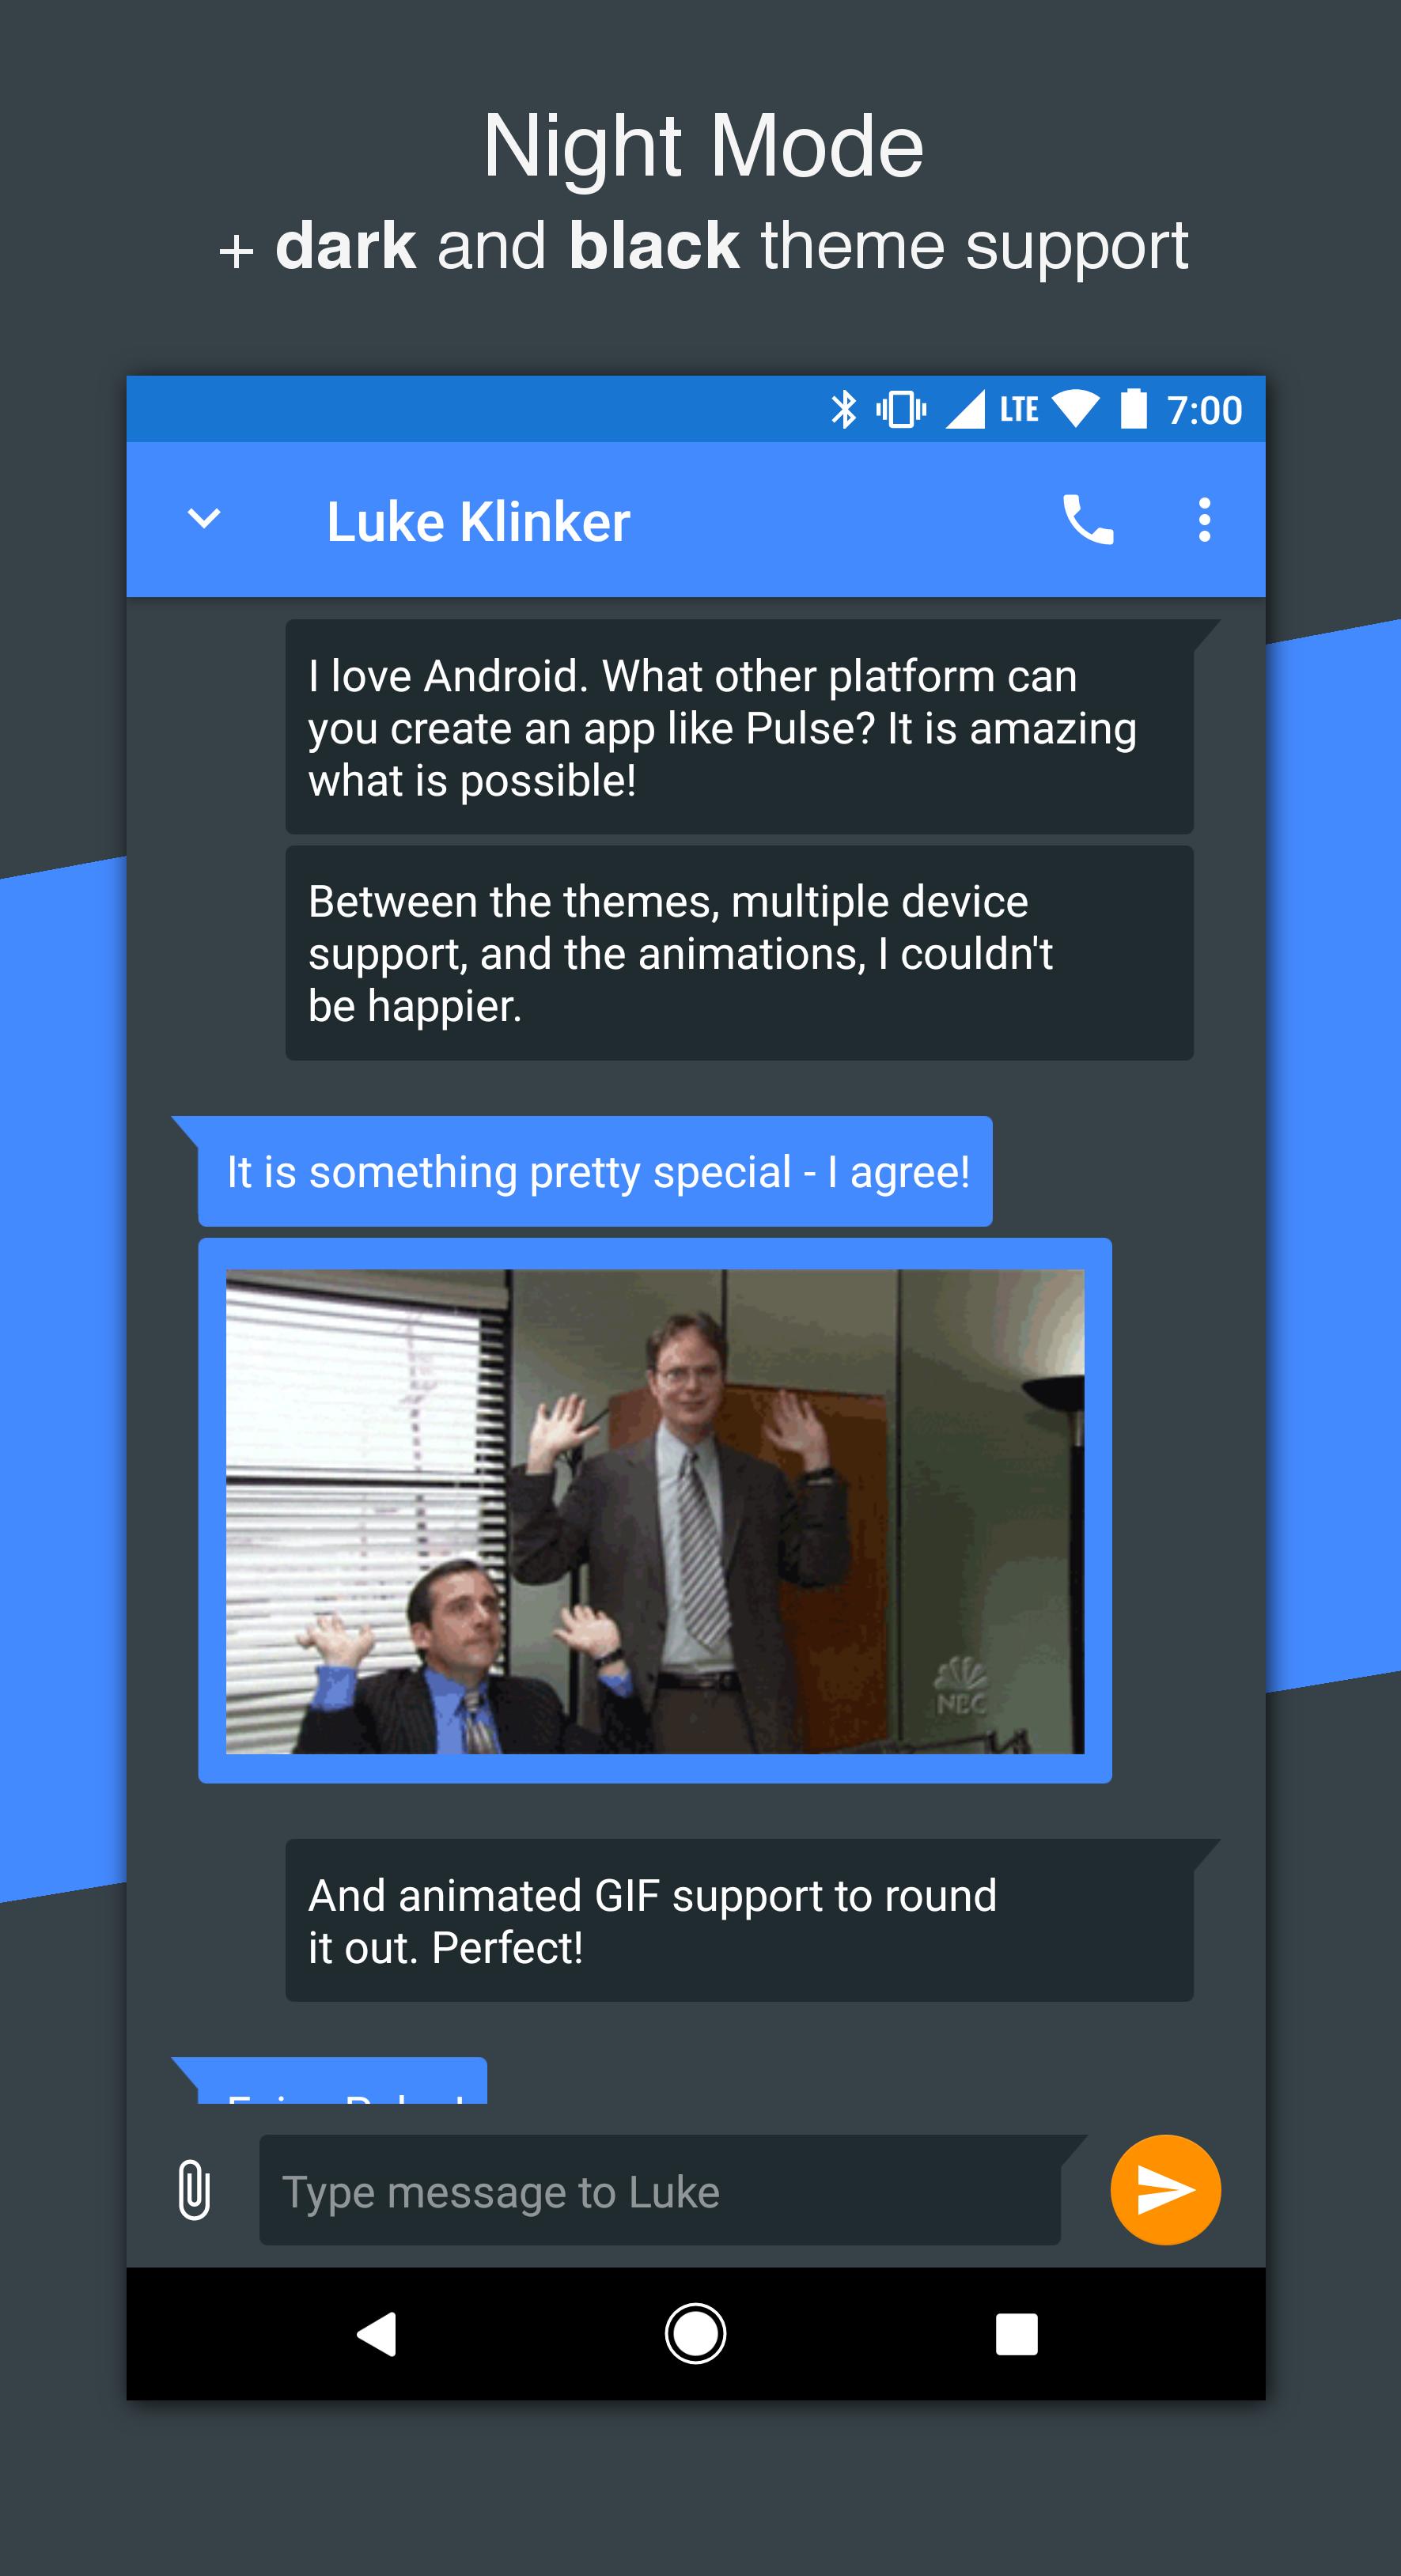 Night Mode
+ dark and black theme support
LTE 7:00
Luke Klinker
I love Android. What other platform can
you create an app like Pulse? It is amazing
what is possible!
Between the themes, multiple device
support, and the animations, I couldn't
be happier.
It is something pretty special - I agree!
NBC
And animated GIF support to round
it out. Perfect!
Type message to Luke